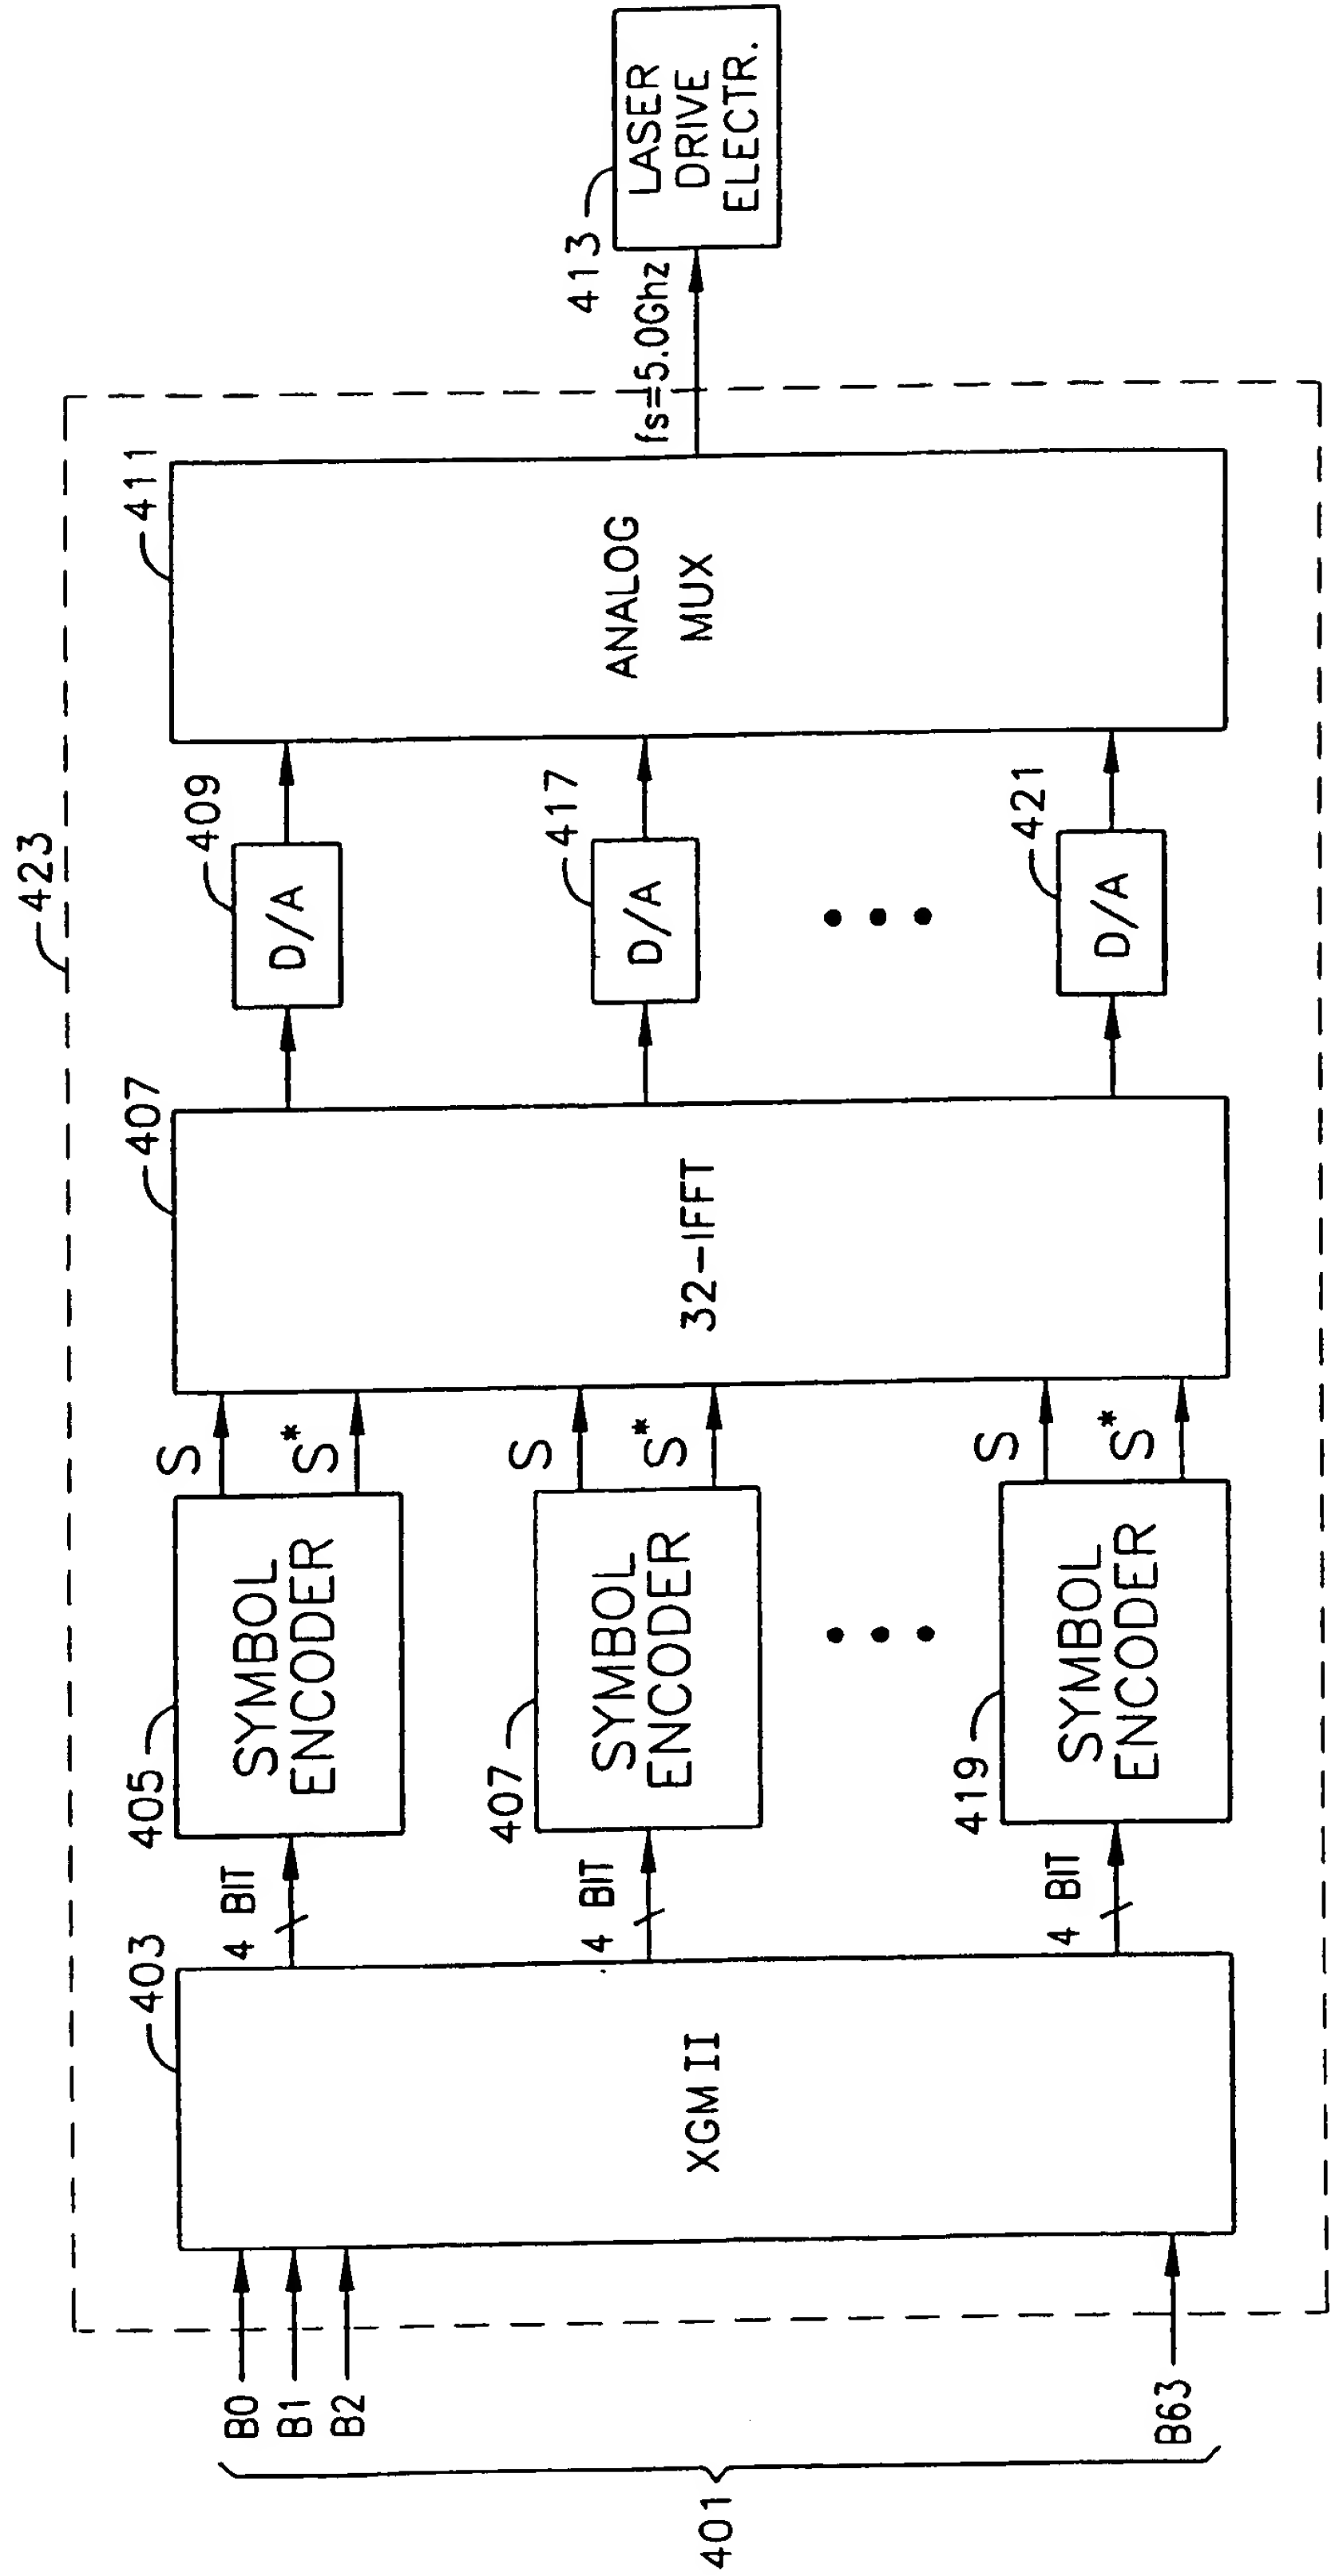 423
403
405
407
409
411
413
B0
B1
B2
B63
401
XGM II
4 BIT
SYMBOL
ENCODER
S
S*
407
4 BIT
SYMBOL
ENCODER
S
S*
419
4 BIT
SYMBOL
ENCODER
S
S*
32-IFFT
D/A
417
D/A
421
D/A
ANALOG
MUX
fs=5.0Ghz
LASER
DRIVE
ELECTR.